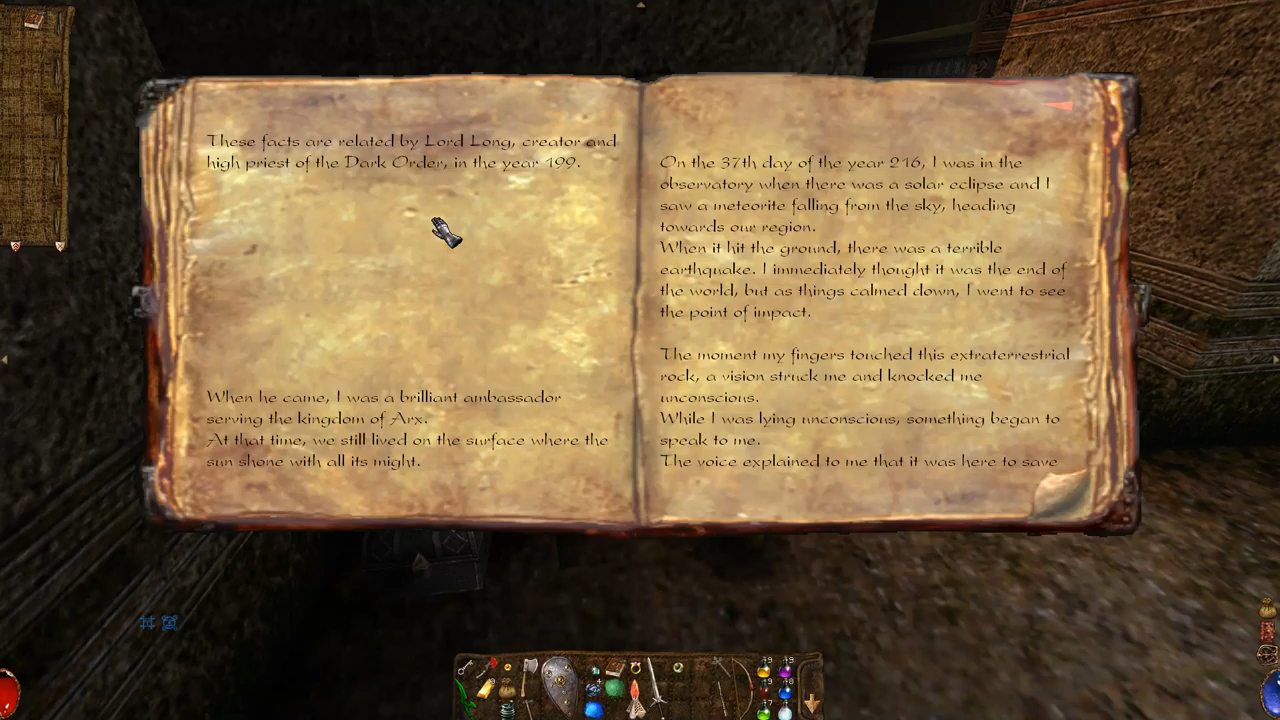 These facts are related by Lord Long, creator and
high priest of the Dark Order, in the year 199.
When he came, I was a brilliant ambassador
serving the kingdom of Arx.
At that time, we still lived on the surface where the
sun shone with all its might.
On the 37th day of the year 216, I was in the
observatory when there was a solar eclipse and I
saw a meteorite falling from the sky, heading
towards our region.
When it hit the ground, there was a terrible
earthquake. I immediately thought it was the end of
the world, but as things calmed down, I went to see
the point of impact.
The moment my fingers touched this extraterrestrial
rock, a vision struck me and knocked me
unconscious.
While I was lying unconscious, something began to
speak to me.
The voice explained to me that it was here to save